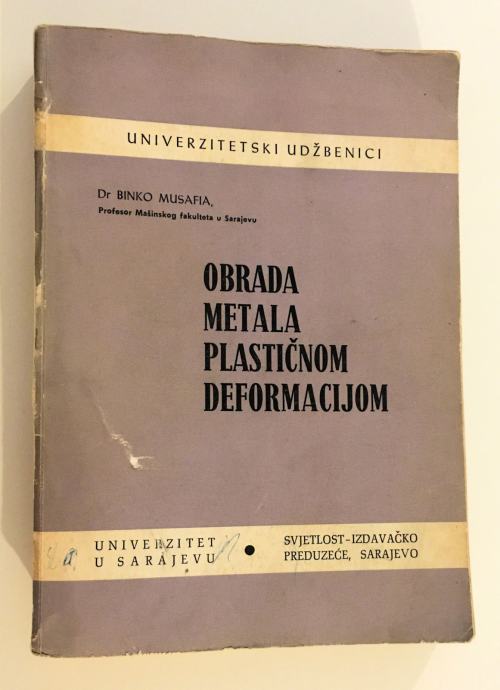 UNIVERZITETSKI UDŽBENICI
Dr BINKO MUSAFIA,
Profesor Mašinskog fakulteta u Sarajevu
OBRADA
METALA
PLASTIČNOM
DEFORMACIJOM
UNIVERZITET
U SARAJEVU
●
SVJETLOST-IZDAVAČKO
PREDUZEĆE, SARAJEVO